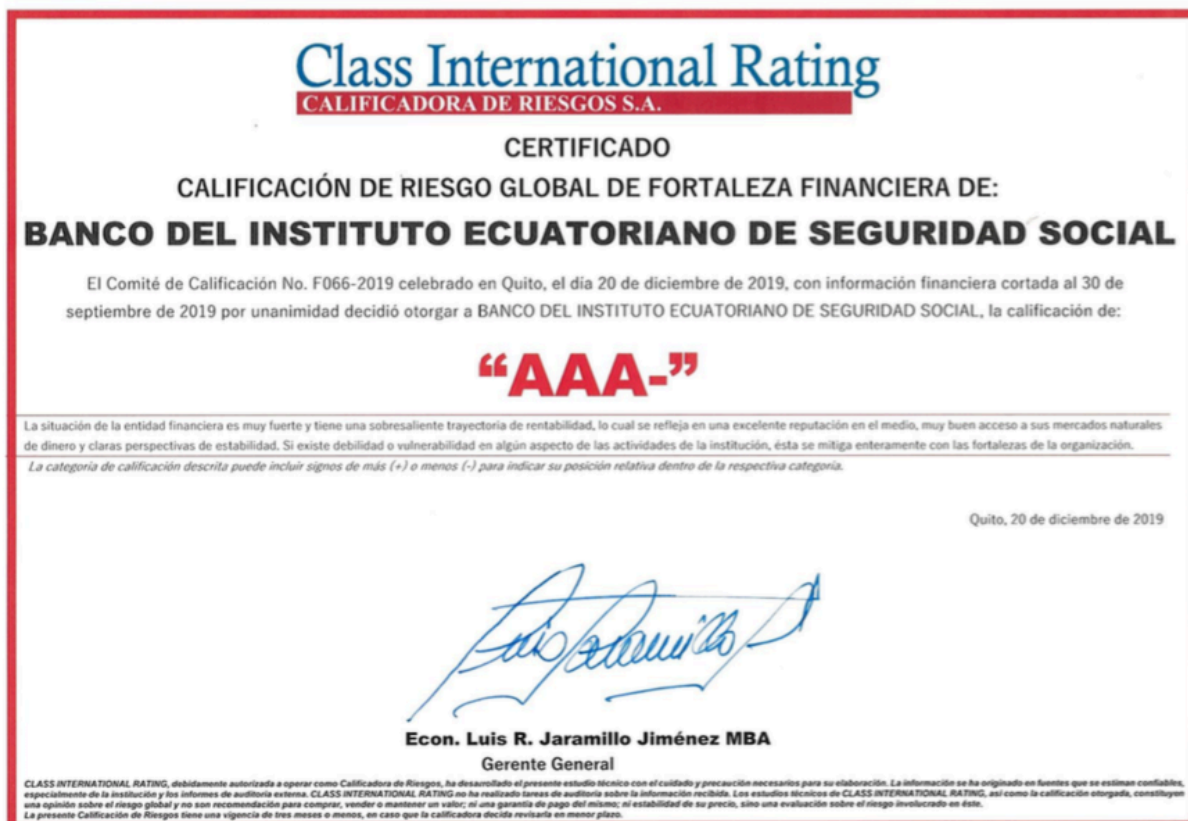 Class International Rating
CALIFICADORA DE RIESGOS S.A.
CERTIFICADO
CALIFICACIÓN DE RIESGO GLOBAL DE FORTALEZA FINANCIERA DE:
BANCO DEL INSTITUTO ECUATORIANO DE SEGURIDAD SOCIAL
El Comité de Calificación No. F066-2019 celebrado en Quito, el día 20 de diciembre de 2019, con información financiera cortada al 30 de
septiembre de 2019 por unanimidad decidió otorgar a BANCO DEL INSTITUTO ECUATORIANO DE SEGURIDAD SOCIAL, la calificación de:
“AAA-”
La situación de la entidad financiera es muy fuerte y tiene una sobresaliente trayectoria de rentabilidad, lo cual se refleja en una excelente reputación en el medio, muy buen acceso a sus mercados naturales
de dinero y claras perspectivas de estabilidad. Si existe debilidad o vulnerabilidad en algún aspecto de las actividades de la institución, ésta se mitiga enteramente con las fortalezas de la organización.
La categoría de calificación descrita puede incluir signos de más (+) o menos (-) para indicar su posición relativa dentro de la respectiva categoría.
Quito, 20 de diciembre de 2019
Luis Jaramillo J
Econ. Luis R. Jaramillo Jiménez MBA
Gerente General
CLASS INTERNATIONAL RATING, debidamente autorizada a operar como Calificadora de Riesgos, ha desarrollado el presente estudio técnico con el cuidado y precaución necesarios para su elaboración. La información se ha originado en fuentes que se estiman confiables,
especialmente de la institución y los informes de auditoría externa. CLASS INTERNATIONAL RATING no ha realizado tareas de auditoría sobre la información recibida. Los estudios técnicos de CLASS INTERNATIONAL RATING, así como la calificación otorgada, constituyen
una opinión sobre el riesgo global y no son recomendación para comprar, vender o mantener un valor; ni una garantía de pago del mismo; ni estabilidad de su precio, sino una evaluación sobre el riesgo involucrado en éste.
La presente Calificación de Riesgos tiene una vigencia de tres meses o menos, en caso que la calificadora decida revisarla en menor plazo.